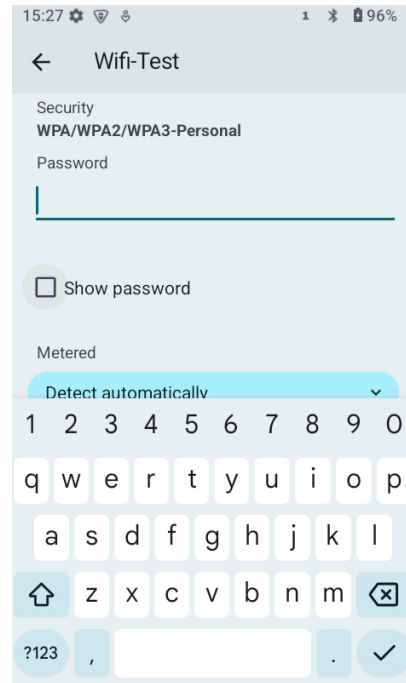 15:27 1 96%
Wifi-Test
Security
WPA/WPA2/WPA3-Personal
Password
Show password
Metered
Detect automatically
1 2 3 4 5 6 7 8 9 0
q w e r t y u i o p
a s d f g h j k l
z x c v b n m
?123 , .